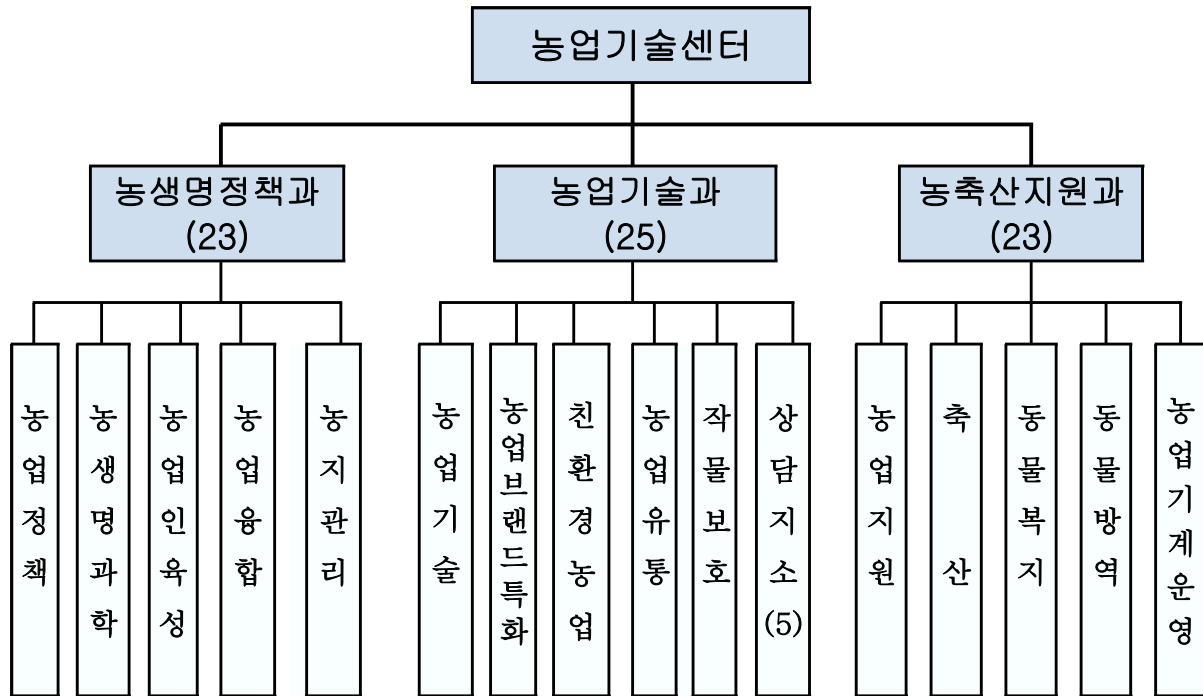 농업기술센터
농생명정책과
(23)
농업기술과
(25)
농축산지원과
(23)
농업정책
농생명과학
농업인육성
농업융합
농지관리
농업기술
농업브랜드특화
친환경농업
농업유통
작물보호
상담지소(5)
농업지원
축산
동물복지
동물방역
농업기계운영